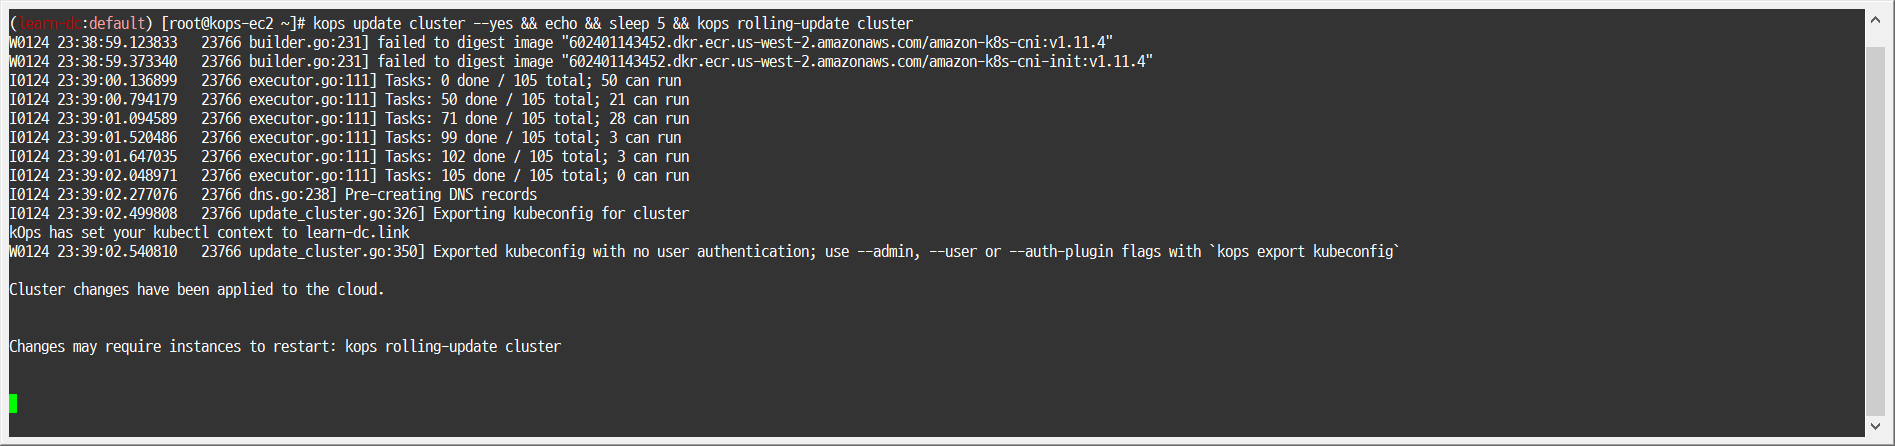 (learn-dc:default) [root@kops-ec2 ~]# kops update cluster --yes && echo && sleep 5 && kops rolling-update cluster
W0124 23:38:59.123833   23766 builder.go:231] failed to digest image "602401143452.dkr.ecr.us-west-2.amazonaws.com/amazon-k8s-cni:v1.11.4"
W0124 23:38:59.373340   23766 builder.go:231] failed to digest image "602401143452.dkr.ecr.us-west-2.amazonaws.com/amazon-k8s-cni-init:v1.11.4"
I0124 23:39:00.136899   23766 executor.go:111] Tasks: 0 done / 105 total; 50 can run
I0124 23:39:00.794179   23766 executor.go:111] Tasks: 50 done / 105 total; 21 can run
I0124 23:39:01.094589   23766 executor.go:111] Tasks: 71 done / 105 total; 28 can run
I0124 23:39:01.520486   23766 executor.go:111] Tasks: 99 done / 105 total; 3 can run
I0124 23:39:01.647035   23766 executor.go:111] Tasks: 102 done / 105 total; 3 can run
I0124 23:39:02.048971   23766 executor.go:111] Tasks: 105 done / 105 total; 0 can run
I0124 23:39:02.277076   23766 dns.go:238] Pre-creating DNS records
I0124 23:39:02.499808   23766 update_cluster.go:326] Exporting kubeconfig for cluster
kOps has set your kubectl context to learn-dc.link
W0124 23:39:02.540810   23766 update_cluster.go:350] Exported kubeconfig with no user authentication; use --admin, --user or --auth-plugin flags with `kops export kubeconfig`
Cluster changes have been applied to the cloud.
Changes may require instances to restart: kops rolling-update cluster